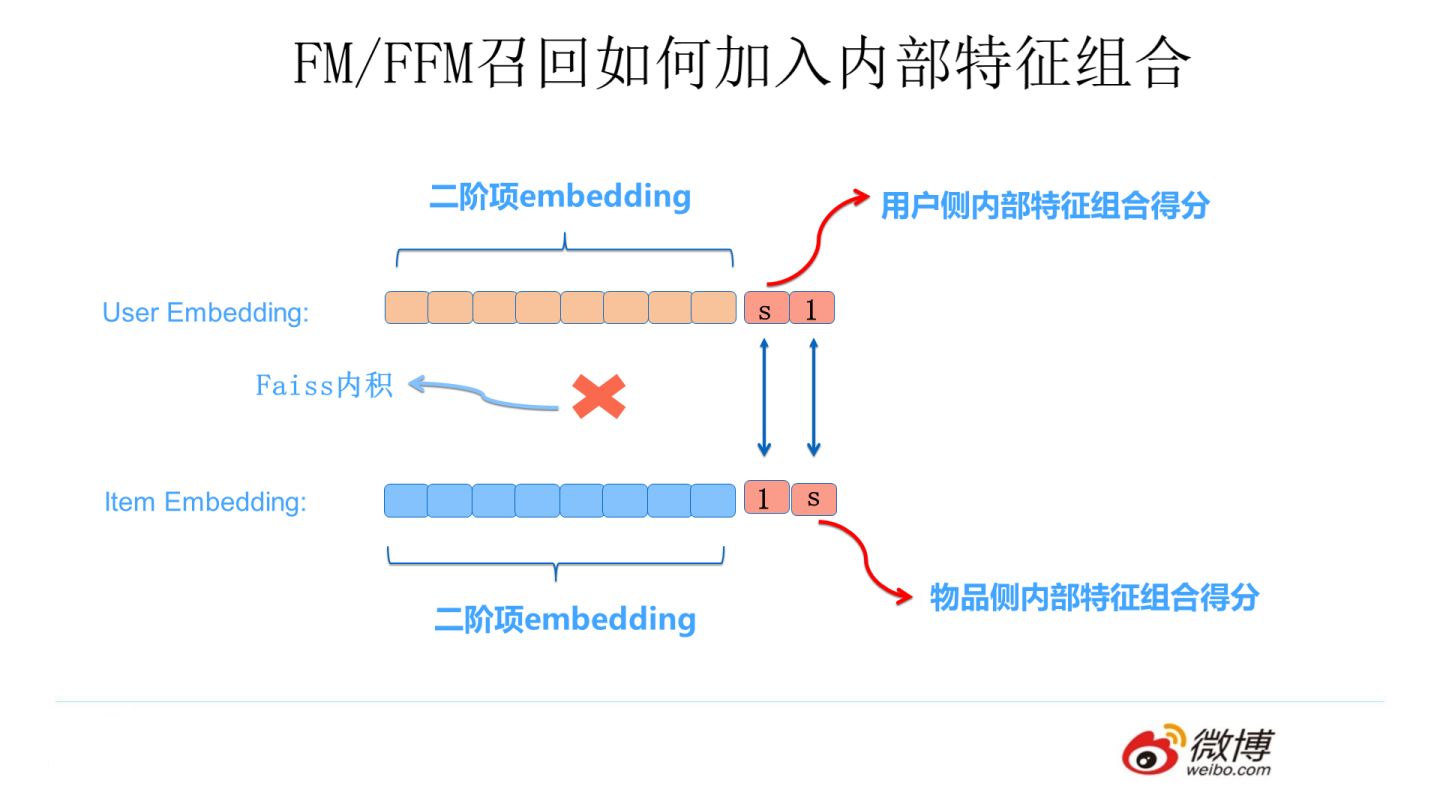 FM/FFM召回如何加入内部特征组合
二阶项embedding
用户侧内部特征组合得分
User Embedding:
s 1
Faiss内积
Item Embedding:
1 s
二阶项embedding
物品侧内部特征组合得分
微博
weibo.com